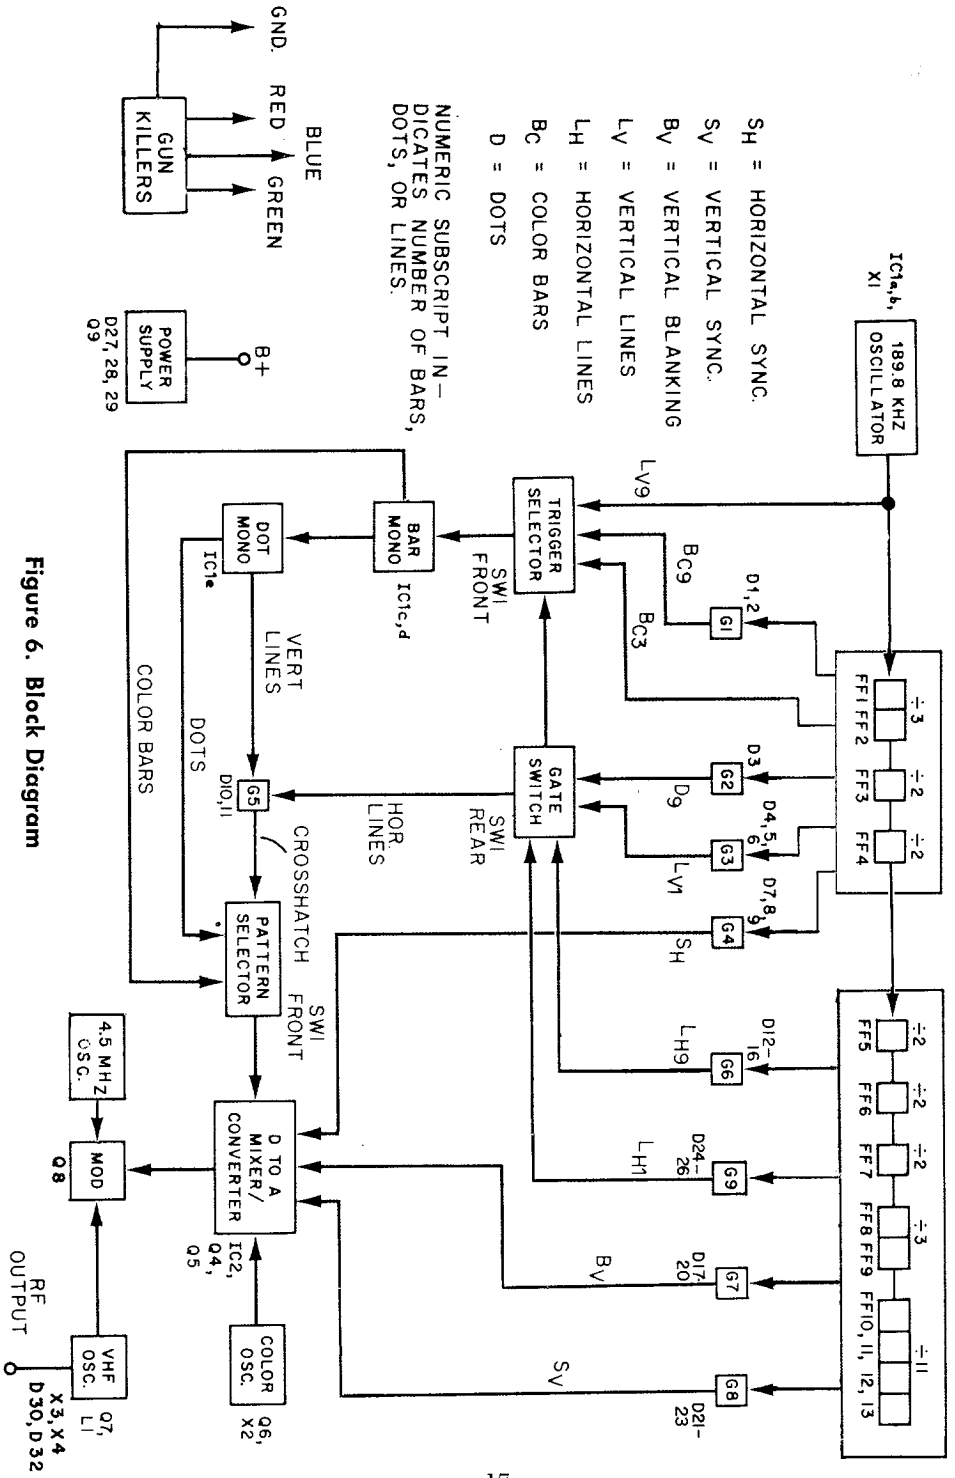 IC1a,b,
X1
189.8 KHZ
OSCILLATOR
÷3
FF1 FF2
÷2
FF3
÷2
FF4
÷2
FF5
÷2
FF6
÷2
FF7
÷3
FF8 FF9
÷11
FF10, 11, 12, 13
D1,2
G1
D3
G2
D4,5,
6
G3
D7,8,
9
G4
D12-
16
G6
D24-
26
G9
D17-
20
G7
D21-
23
G8
LV9
BC9
BC3
D9
LV1
SH
LH9
LH1
BV
SV
SH = HORIZONTAL SYNC.
SV = VERTICAL SYNC.
BV = VERTICAL BLANKING
LV = VERTICAL LINES
LH = HORIZONTAL LINES
BC = COLOR BARS
D = DOTS
NUMERIC SUBSCRIPT IN-
DICATES NUMBER OF BARS,
DOTS, OR LINES.
TRIGGER
SELECTOR
SW1
FRONT
GATE
SWITCH
SW1
REAR
HOR.
LINES
BAR
MONO
IC1c,d
DOT
MONO
IC1e
VERT
LINES
G5
D10,11
CROSSHATCH
DOTS
COLOR BARS
PATTERN
SELECTOR
SW1
FRONT
D TO A
MIXER/
CONVERTER
IC2,
Q4,
Q5
COLOR
OSC.
Q6,
X2
4.5 MHZ
OSC.
MOD
Q8
VHF
OSC.
Q7,
L1
X3, X4
D30, D32
RF
OUTPUT
GND.
RED
BLUE
GREEN
GUN
KILLERS
B+
POWER
SUPPLY
D27, 28, 29
Q9
Figure 6. Block Diagram
17